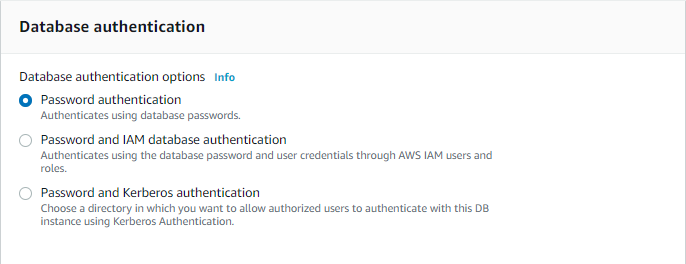 Database authentication
Database authentication options Info
Password authentication
Authenticates using database passwords.
Password and IAM database authentication
Authenticates using the database password and user credentials through AWS IAM users and
roles.
Password and Kerberos authentication
Choose a directory in which you want to allow authorized users to authenticate with this DB
instance using Kerberos Authentication.